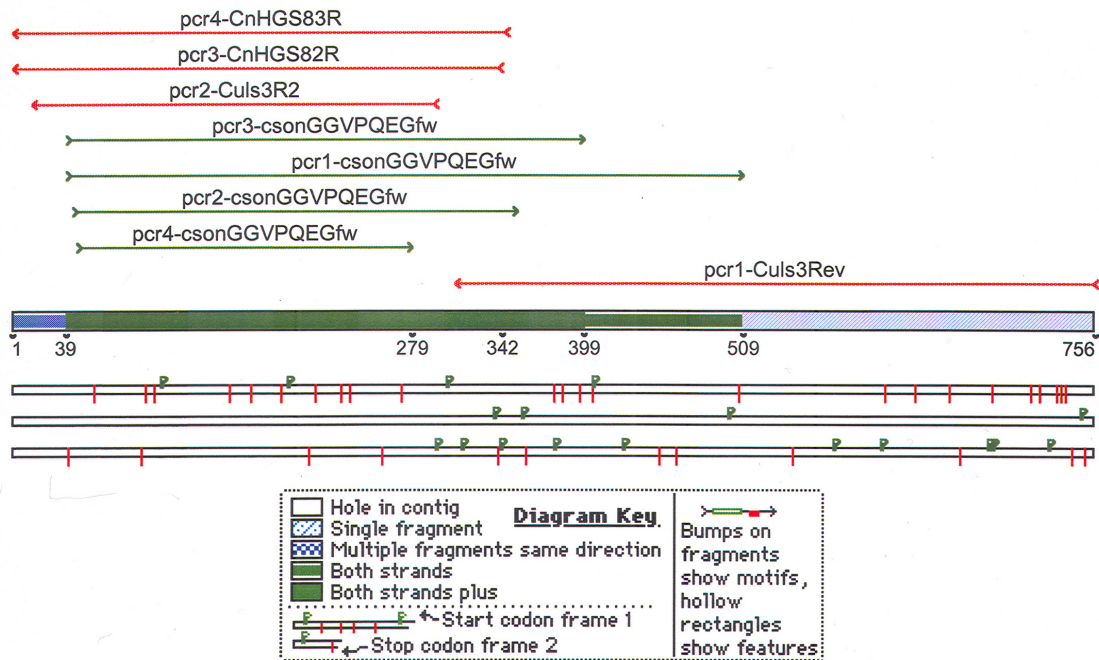 pcr4-CnHGS83R
pcr3-CnHGS82R
pcr2-Culs3R2
pcr3-csonGGVPQEGfw
pcr1-csonGGVPQEGfw
pcr2-csonGGVPQEGfw
pcr4-csonGGVPQEGfw
pcr1-Culs3Rev
1 39 279 342 399 509 756
P P P P
P P P P
P P P P P P P P P P
Diagram Key
Hole in contig
Single fragment
Multiple fragments same direction
Both strands
Both strands plus
P P Start codon frame 1
P Stop codon frame 2
Bumps on
fragments
show motifs,
hollow
rectangles
show features